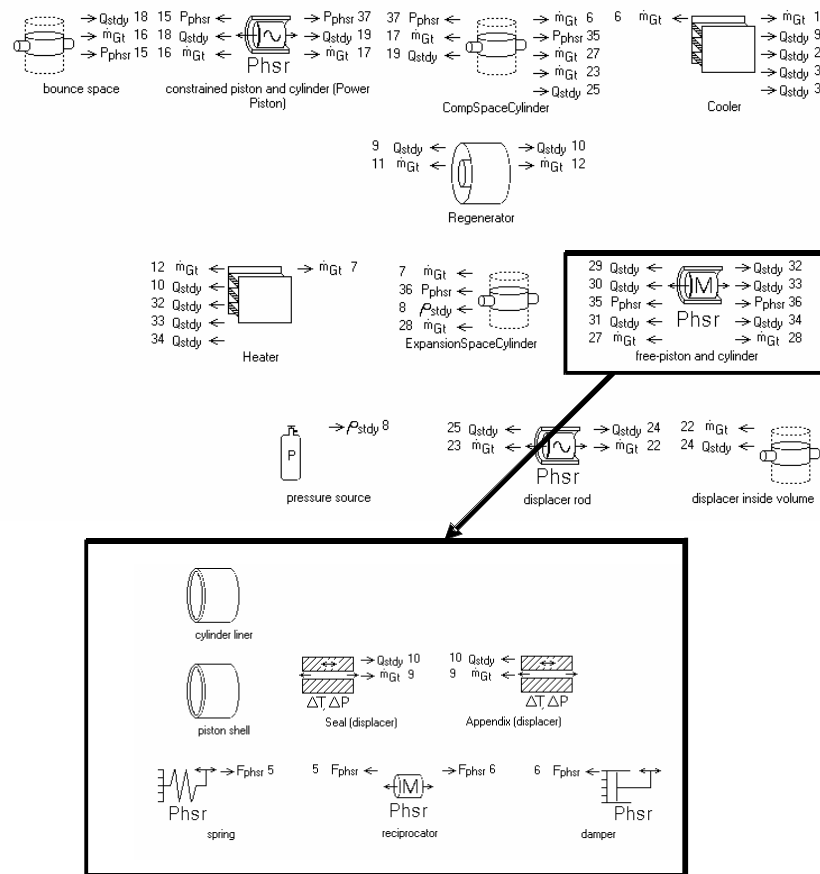 Qstdy 18
ṁGt 16
Pphsr 15
bounce space
15 Pphsr
18 Qstdy
16 ṁGt
Pphsr 37
Qstdy 19
ṁGt 17
Phsr
constrained piston and cylinder (Power
Piston)
37 Pphsr
17 ṁGt
19 Qstdy
ṁGt 6
Pphsr 35
ṁGt 27
ṁGt 23
Qstdy 25
CompSpaceCylinder
6 ṁGt
ṁGt 1
Qstdy 9
Qstdy 2
Qstdy 3
Qstdy 3
Cooler
9 Qstdy
11 ṁGt
Qstdy 10
ṁGt 12
Regenerator
12 ṁGt
10 Qstdy
32 Qstdy
33 Qstdy
34 Qstdy
ṁGt 7
Heater
7 ṁGt
36 Pphsr
8 ρstdy
28 ṁGt
ExpansionSpaceCylinder
29 Qstdy
30 Qstdy
35 Pphsr
31 Qstdy
27 ṁGt
M
Phsr
Qstdy 32
Qstdy 33
Pphsr 36
Qstdy 34
ṁGt 28
free-piston and cylinder
P
ρstdy 8
pressure source
25 Qstdy
23 ṁGt
Qstdy 24
ṁGt 22
Phsr
displacer rod
22 ṁGt
24 Qstdy
displacer inside volume
cylinder liner
piston shell
Qstdy 10
ṁGt 9
ΔT, ΔP
Seal (displacer)
10 Qstdy
9 ṁGt
ΔT, ΔP
Appendix (displacer)
Fphsr 5
Phsr
spring
5 Fphsr
M
Fphsr 6
Phsr
reciprocator
6 Fphsr
Phsr
damper